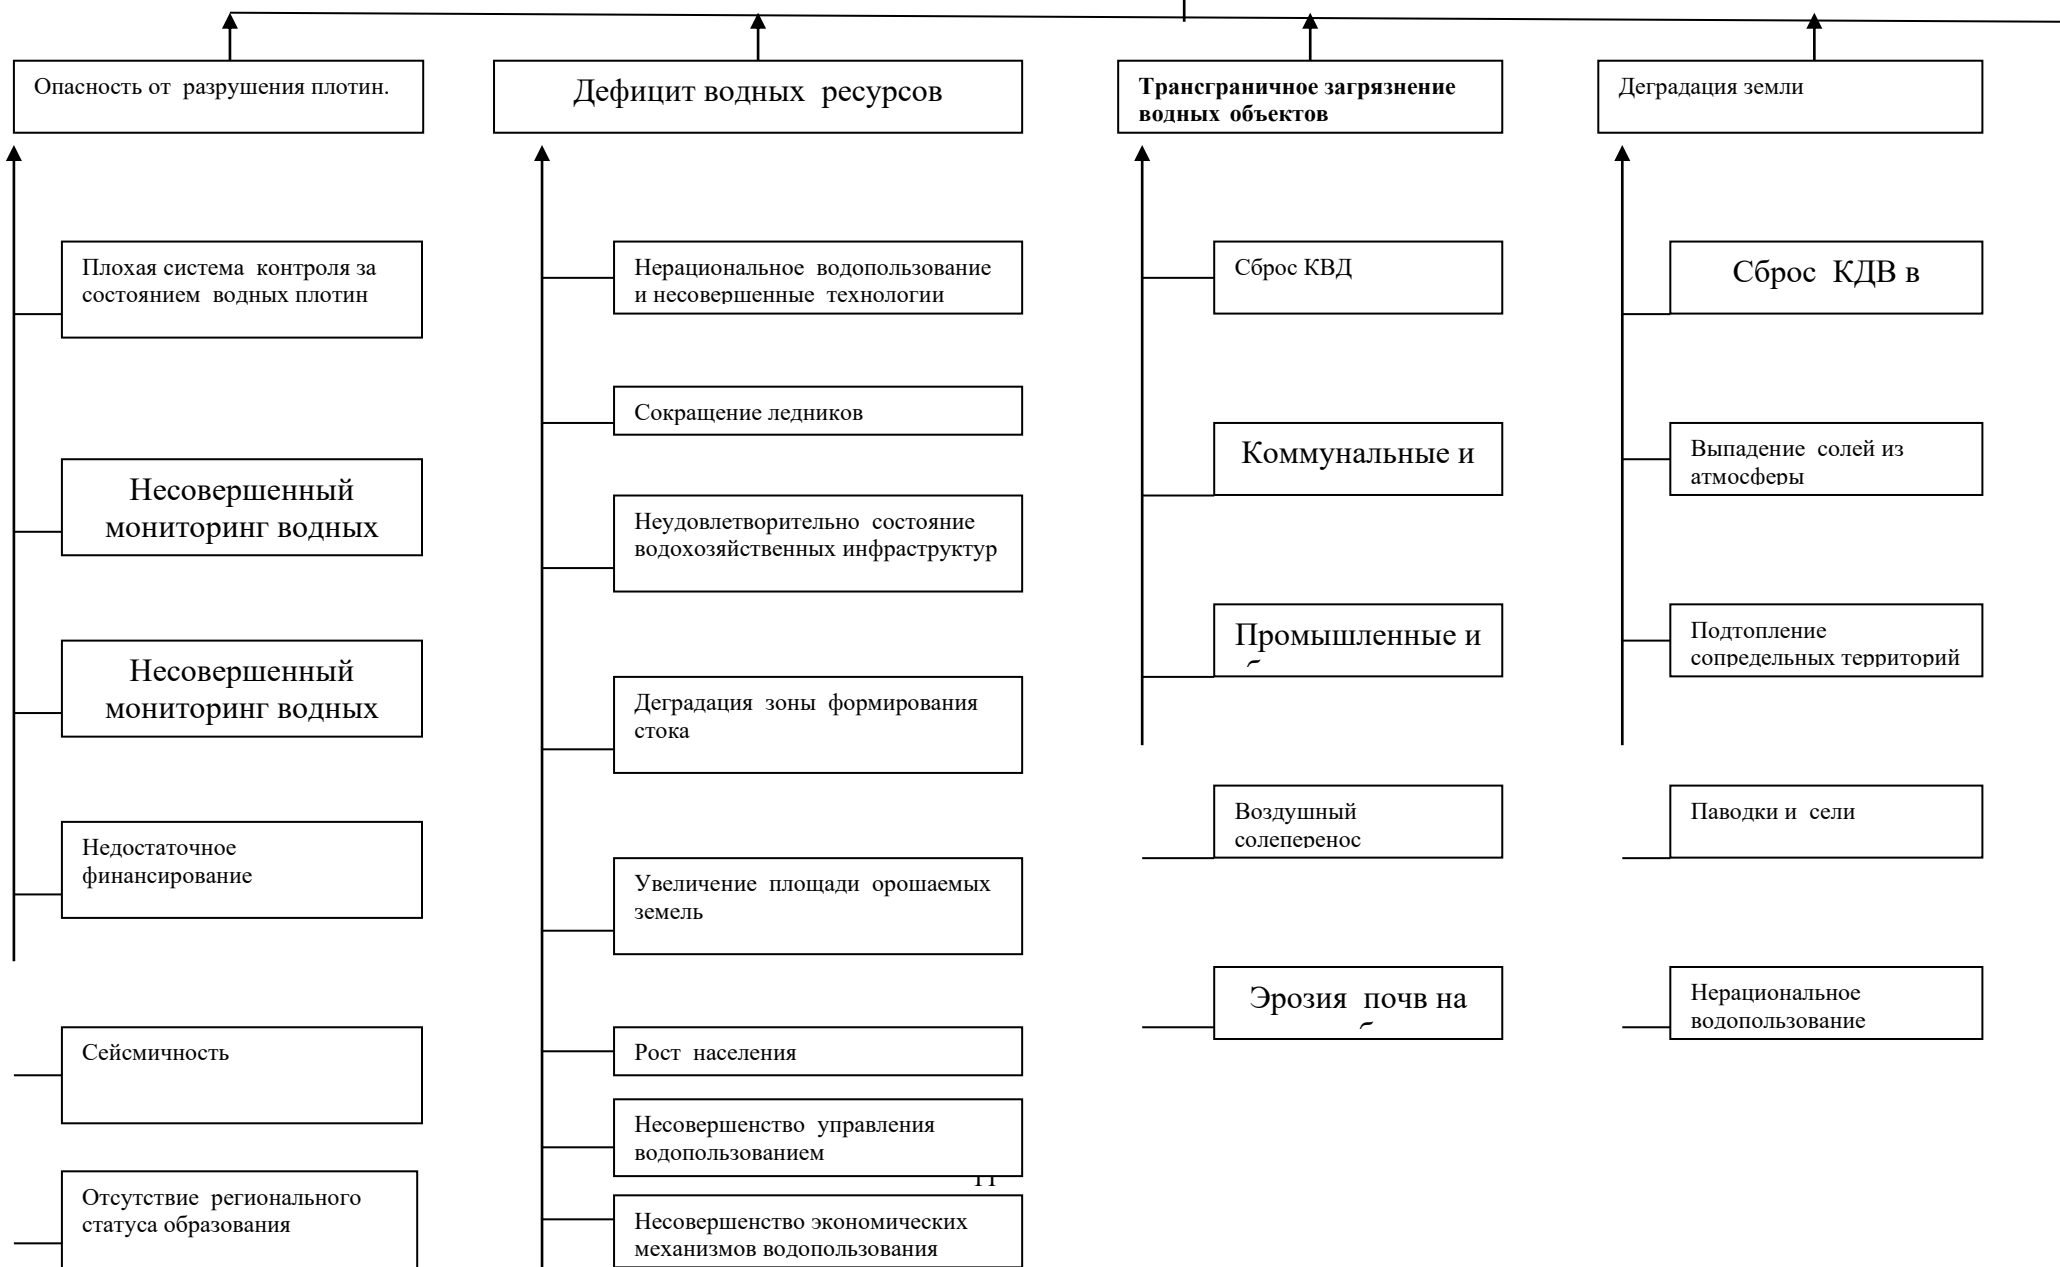 Опасность от разрушения плотин.
Дефицит водных ресурсов
Трансграничное загрязнение
водных объектов
Деградация земли
Плохая система контроля за
состоянием водных плотин
Несовершенный
мониторинг водных
Несовершенный
мониторинг водных
Недостаточное
финансирование
Сейсмичность
Отсутствие регионального
статуса образования
Нерациональное водопользование
и несовершенные технологии
Сокращение ледников
Неудовлетворительно состояние
водохозяйственных инфраструктур
Деградация зоны формирования
стока
Увеличение площади орошаемых
земель
Рост населения
Несовершенство управления
водопользованием
Несовершенство экономических
механизмов водопользования
Сброс КВД
Коммунальные и
Промышленные и
Воздушный
солеперенос
Эрозия почв на
Сброс КДВ в
Выпадение солей из
атмосферы
Подтопление
сопредельных территорий
Паводки и сели
Нерациональное
водопользование